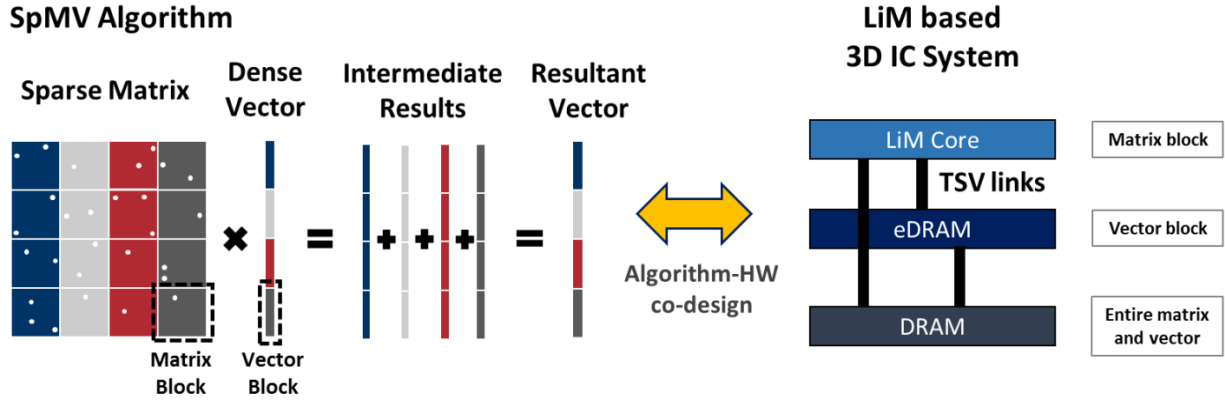 SpMV Algorithm
Sparse Matrix
Dense
Vector
Intermediate
Results
Resultant
Vector
Matrix
Block
Vector
Block
Algorithm-HW
co-design
LiM based
3D IC System
LiM Core
Matrix block
TSV links
eDRAM
Vector block
DRAM
Entire matrix
and vector